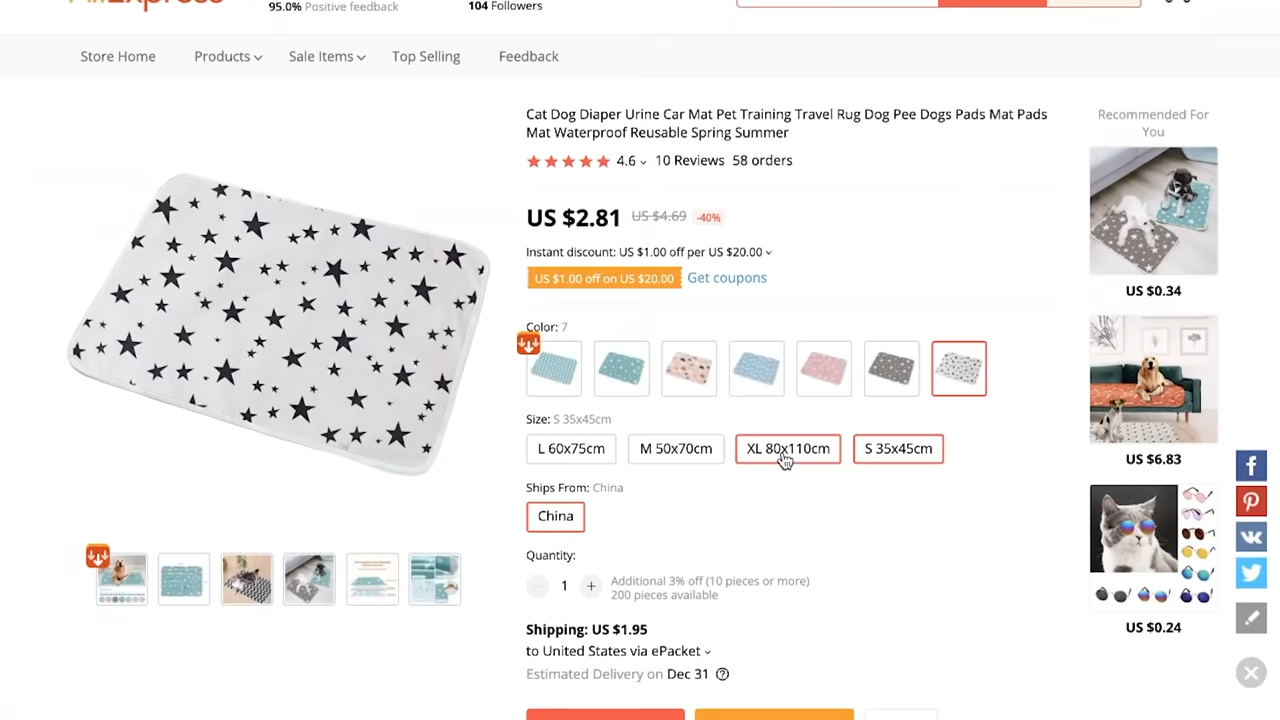 AliExpress
95.0% Positive feedback
104 Followers
Store Home
Products
Sale Items
Top Selling
Feedback
Cat Dog Diaper Urine Car Mat Pet Training Travel Rug Dog Pee Dogs Pads Mat Pads
Mat Waterproof Reusable Spring Summer
4.6
10 Reviews
58 orders
US $2.81
US $4.69
-40%
Instant discount: US $1.00 off per US $20.00
US $1.00 off on US $20.00
Get coupons
Color: 7
Size: S 35x45cm
L 60x75cm
M 50x70cm
XL 80x110cm
S 35x45cm
Ships From: China
China
Quantity:
1
Additional 3% off (10 pieces or more)
200 pieces available
Shipping: US $1.95
to United States via ePacket
Estimated Delivery on Dec 31
Recommended For
You
US $0.34
US $6.83
US $0.24